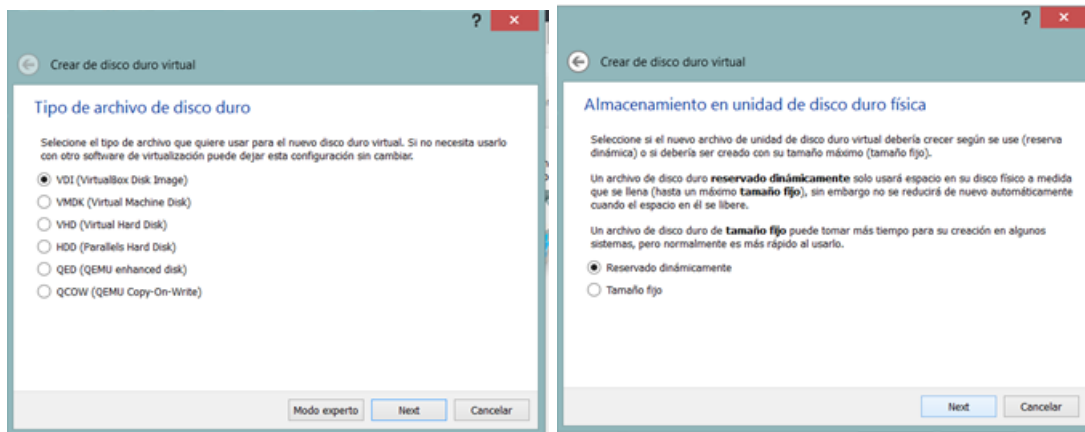 ?
Crear de disco duro virtual
Tipo de archivo de disco duro
Selecione el tipo de archivo que quiere usar para el nuevo disco duro virtual. Si no necesita usarlo
con otro software de virtualización puede dejar esta configuración sin cambiar.
VDI (VirtualBox Disk Image)
VMDK (Virtual Machine Disk)
VHD (Virtual Hard Disk)
HDD (Parallels Hard Disk)
QED (QEMU enhanced disk)
QCOW (QEMU Copy-On-Write)
Modo experto Next Cancelar
?
Crear de disco duro virtual
Almacenamiento en unidad de disco duro física
Seleccione si el nuevo archivo de unidad de disco duro virtual debería crecer según se use (reserva
dinámica) o si debería ser creado con su tamaño máximo (tamaño fijo).
Un archivo de disco duro reservado dinámicamente solo usará espacio en su disco físico a medida
que se llena (hasta un máximo tamaño fijo), sin embargo no se reducirá de nuevo automáticamente
cuando el espacio en él se libere.
Un archivo de disco duro de tamaño fijo puede tomar más tiempo para su creación en algunos
sistemas, pero normalmente es más rápido al usarlo.
Reservado dinámicamente
Tamaño fijo
Next Cancelar